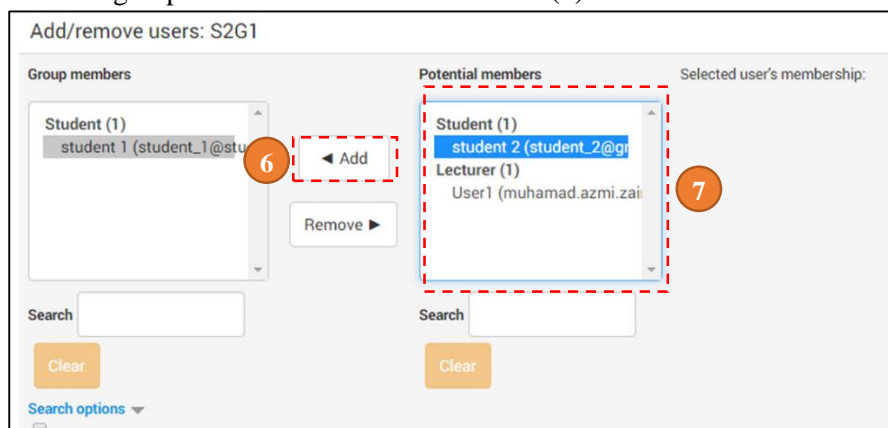 Add/remove users: S2G1
Group members
Potential members
Selected user's membership:
Student (1)
student 1 (student_1@stu
6
◄ Add
Remove ►
Student (1)
student 2 (student_2@gr
Lecturer (1)
User1 (muhamad.azmi.zai
7
Search
Search
Clear
Clear
Search options